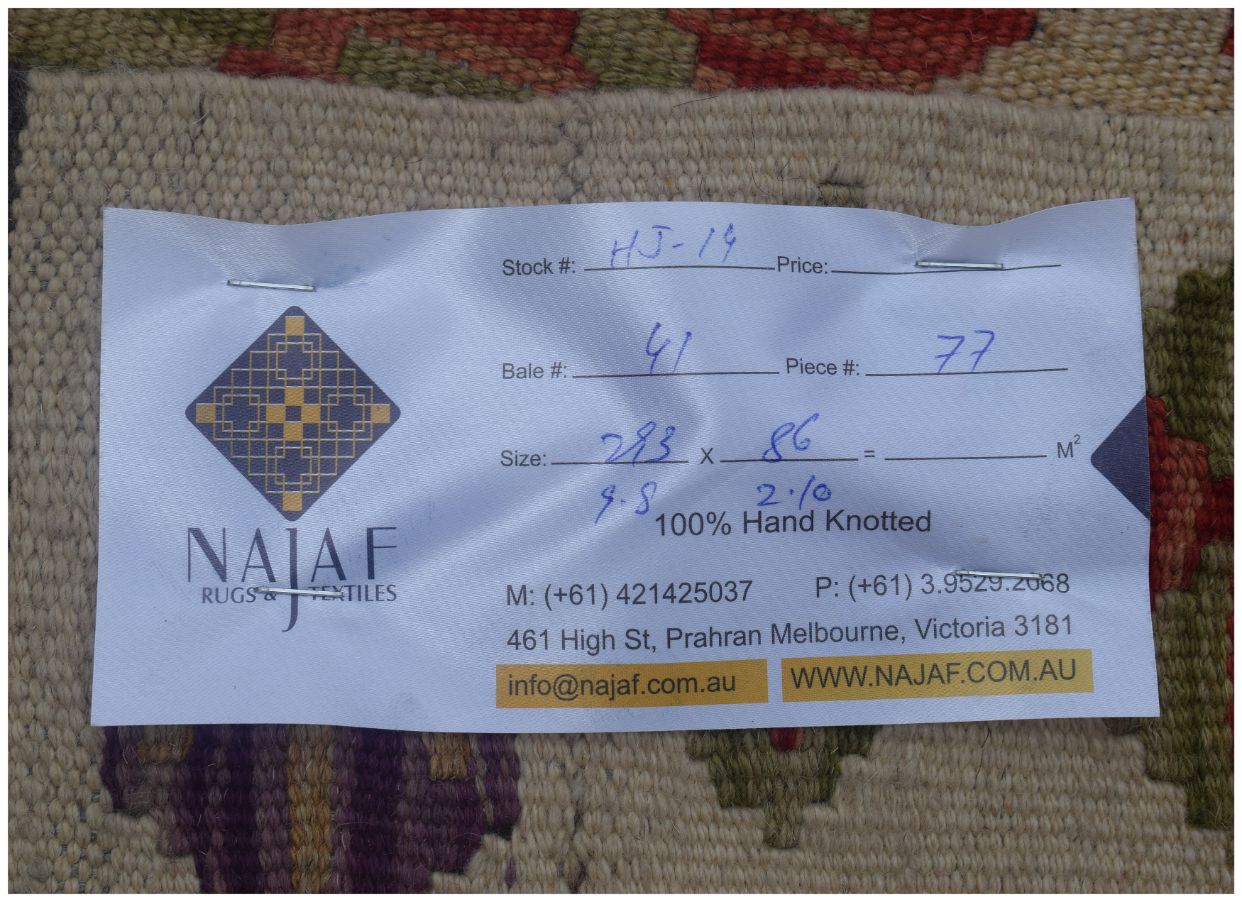 NAJAF
RUGS & TEXTILES
Stock #: HJ-14 Price:
Bale #: 41 Piece #: 77
Size: 293 X 86 = M²
9.8 2.10
100% Hand Knotted
M: (+61) 421425037 P: (+61) 3.9529.2668
461 High St, Prahran Melbourne, Victoria 3181
info@najaf.com.au WWW.NAJAF.COM.AU